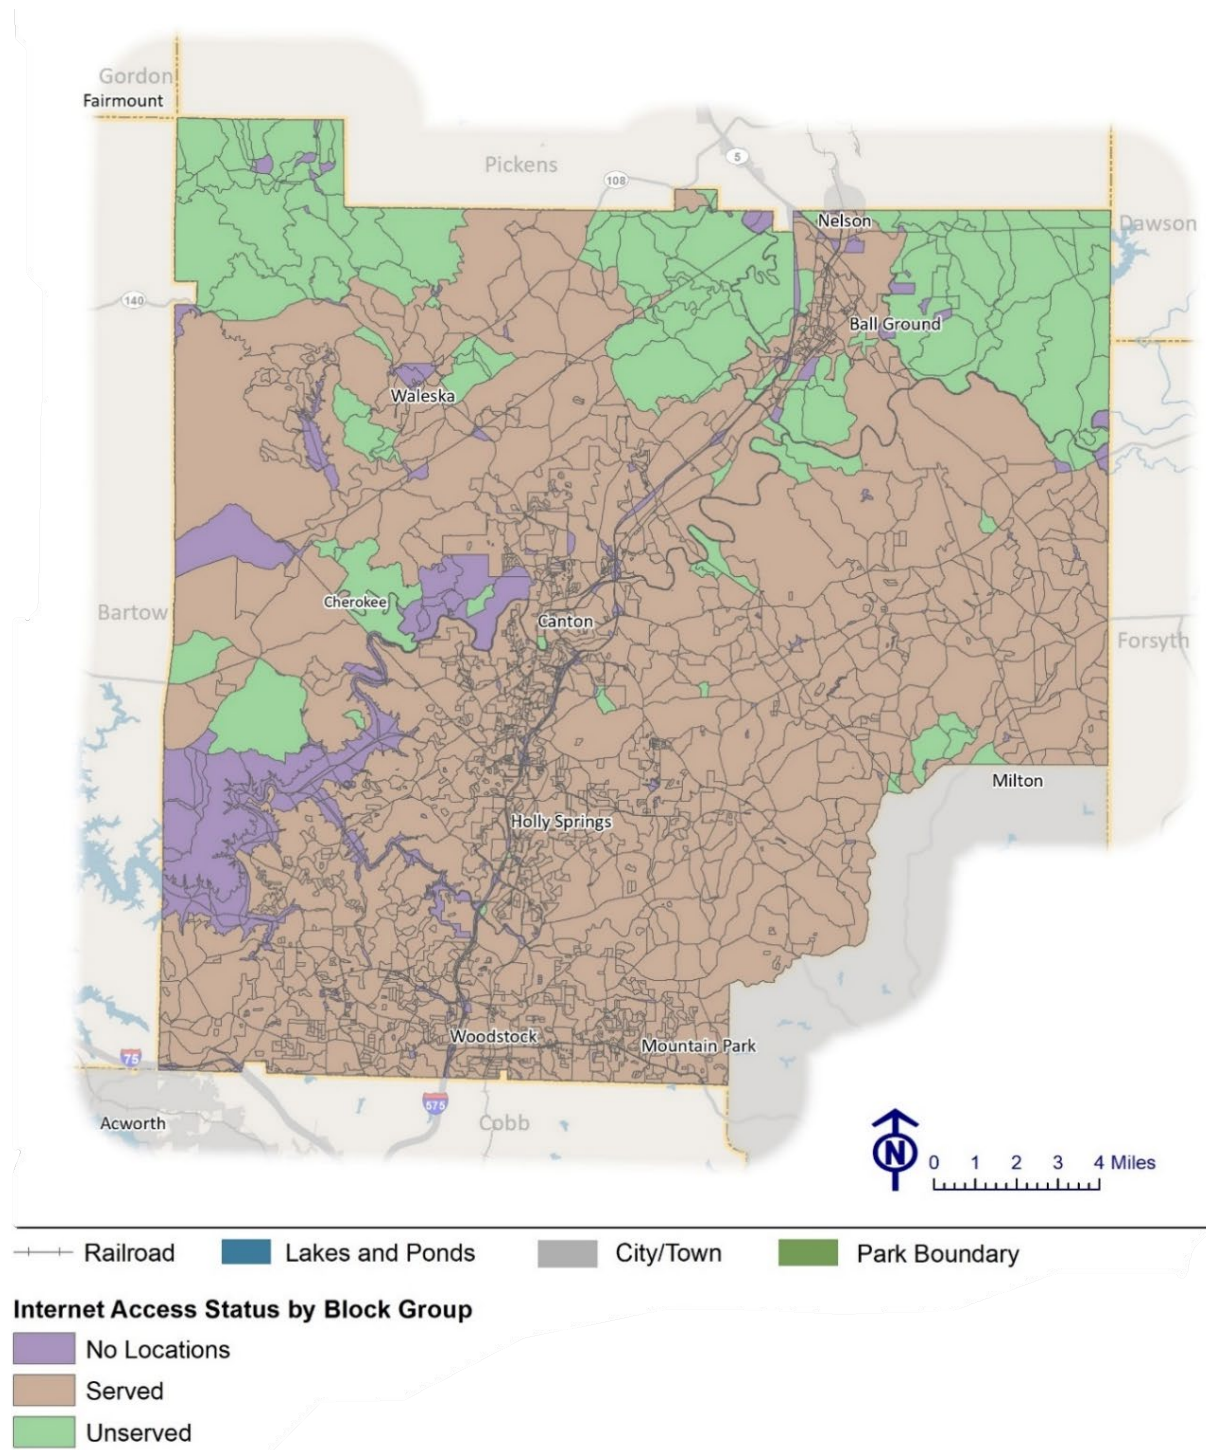 Gordon
Fairmount
Pickens
5
108
Nelson
Dawson
140
Ball Ground
Waleska
Cherokee
Bartow
Canton
Forsyth
Milton
Holly Springs
Woodstock
Mountain Park
75
575
Acworth
Cobb
N
0 1 2 3 4 Miles
Railroad Lakes and Ponds City/Town Park Boundary
Internet Access Status by Block Group
No Locations
Served
Unserved